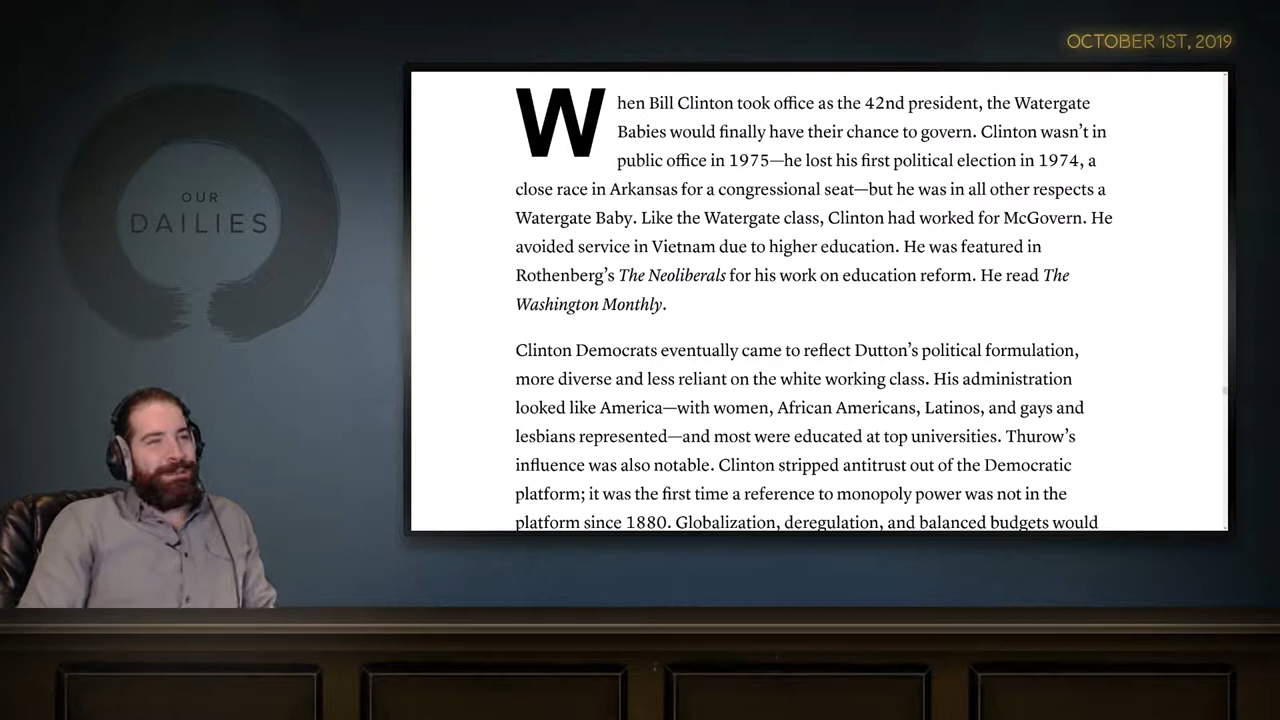 OCTOBER 1ST, 2019
OUR
DAILIES
When Bill Clinton took office as the 42nd president, the Watergate
Babies would finally have their chance to govern. Clinton wasn’t in
public office in 1975—he lost his first political election in 1974, a
close race in Arkansas for a congressional seat—but he was in all other respects a
Watergate Baby. Like the Watergate class, Clinton had worked for McGovern. He
avoided service in Vietnam due to higher education. He was featured in
Rothenberg’s The Neoliberals for his work on education reform. He read The
Washington Monthly.
Clinton Democrats eventually came to reflect Dutton’s political formulation,
more diverse and less reliant on the white working class. His administration
looked like America—with women, African Americans, Latinos, and gays and
lesbians represented—and most were educated at top universities. Thurow’s
influence was also notable. Clinton stripped antitrust out of the Democratic
platform; it was the first time a reference to monopoly power was not in the
platform since 1880. Globalization, deregulation, and balanced budgets would